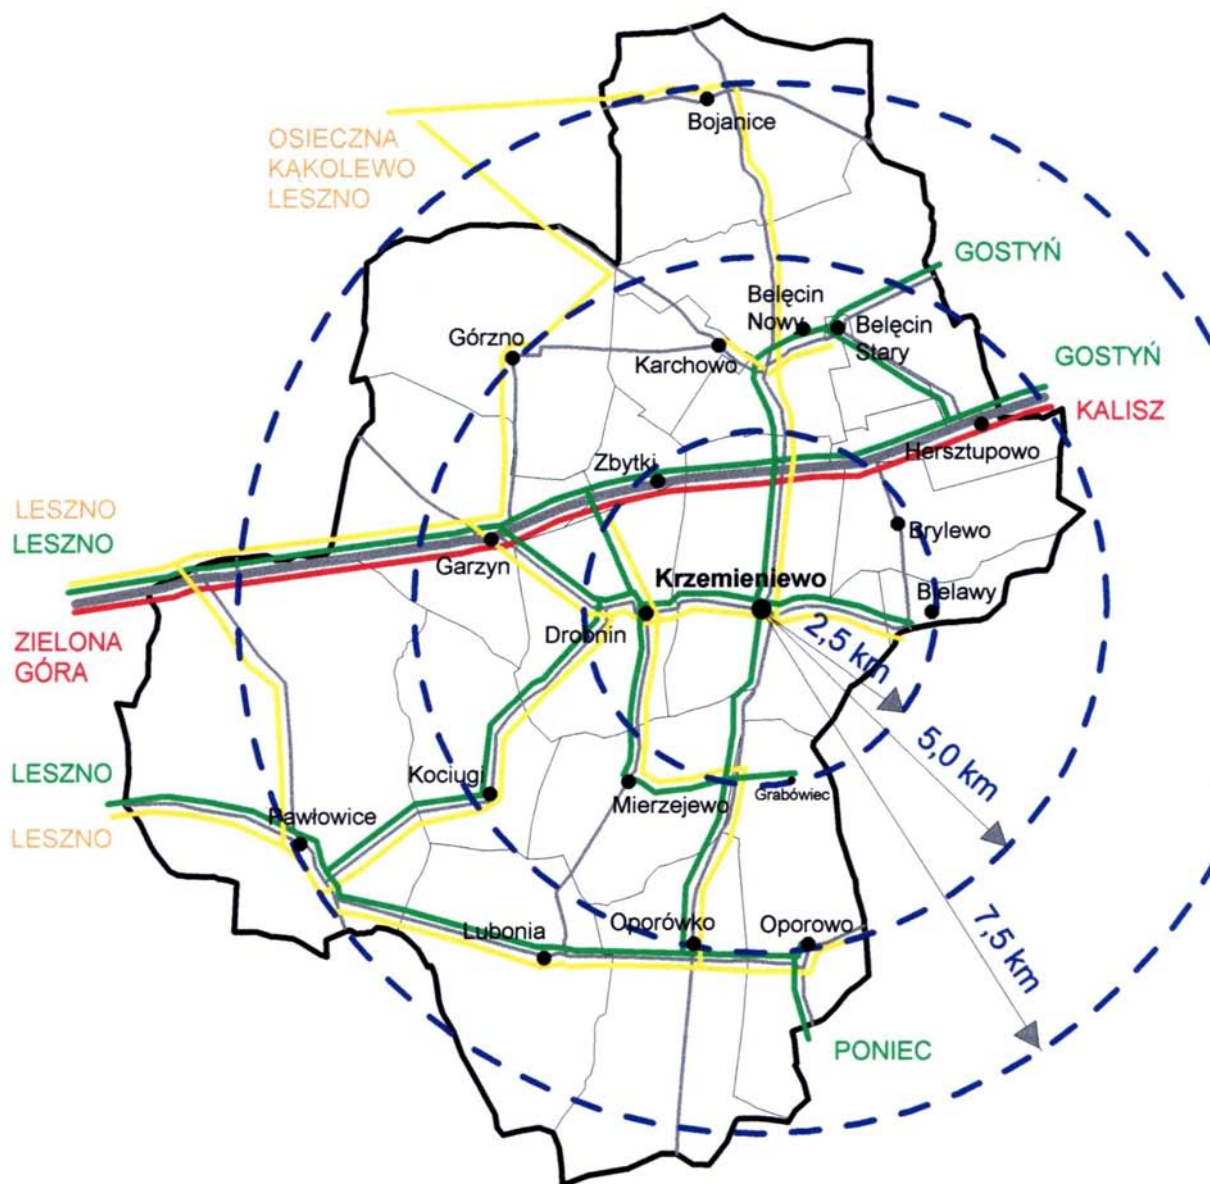 Bojanice
OSIECZNA
KĄKOLEWO
LESZNO
GOSTYŃ
Belęcin
Nowy
Belęcin
Stary
Górzno
Karchowo
GOSTYŃ
KALISZ
Hersztupowo
Zbytki
LESZNO
LESZNO
Garzyn
Brylewo
Krzemieniewo
Bielawy
Drobnin
ZIELONA
GÓRA
2,5 km
5,0 km
LESZNO
Kociugi
Mierzejewo
Grabówiec
Pawłowice
LESZNO
Lubonia
Oporówko
Oporowo
7,5 km
PONIEC